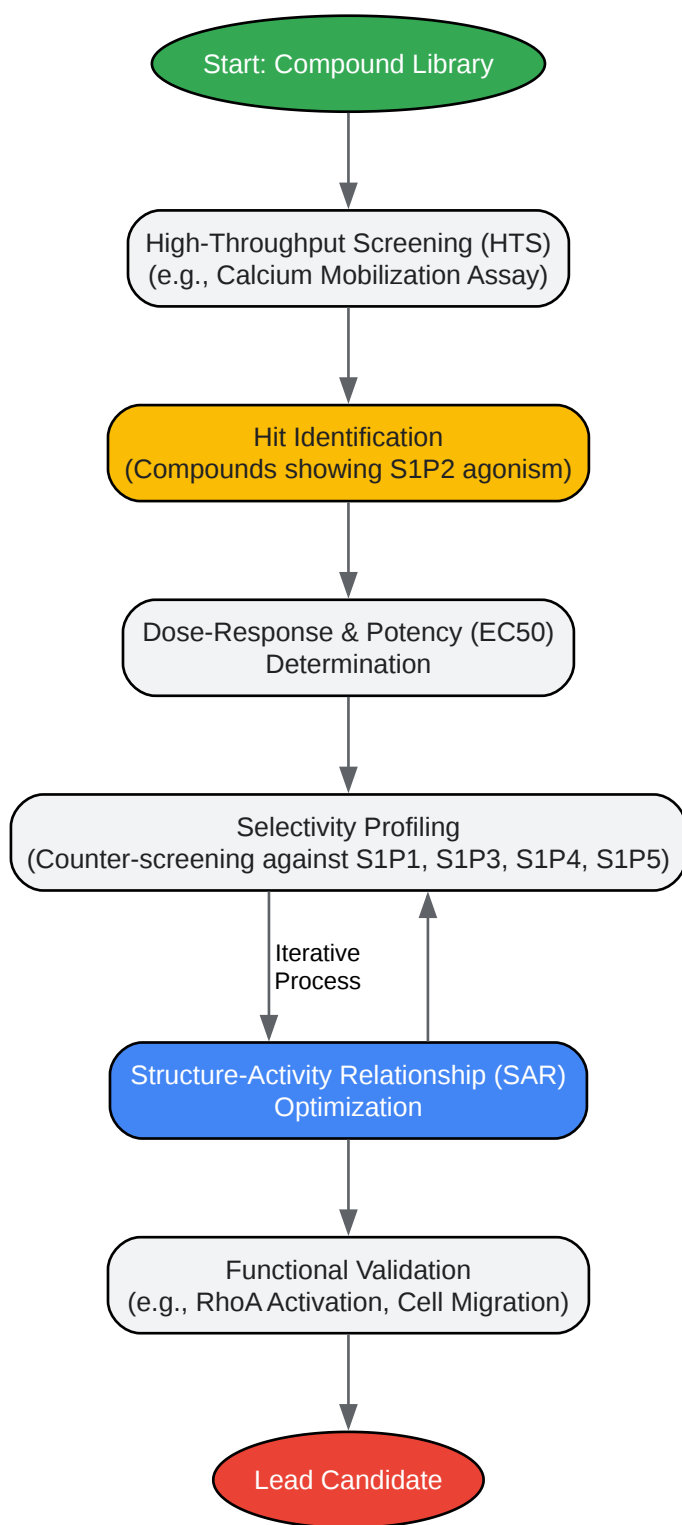 Start: Compound Library
High-Throughput Screening (HTS)
(e.g., Calcium Mobilization Assay)
Hit Identification
(Compounds showing S1P2 agonism)
Dose-Response & Potency (EC50)
Determination
Selectivity Profiling
(Counter-screening against S1P1, S1P3, S1P4, S1P5)
Iterative
Process
Structure-Activity Relationship (SAR)
Optimization
Functional Validation
(e.g., RhoA Activation, Cell Migration)
Lead Candidate